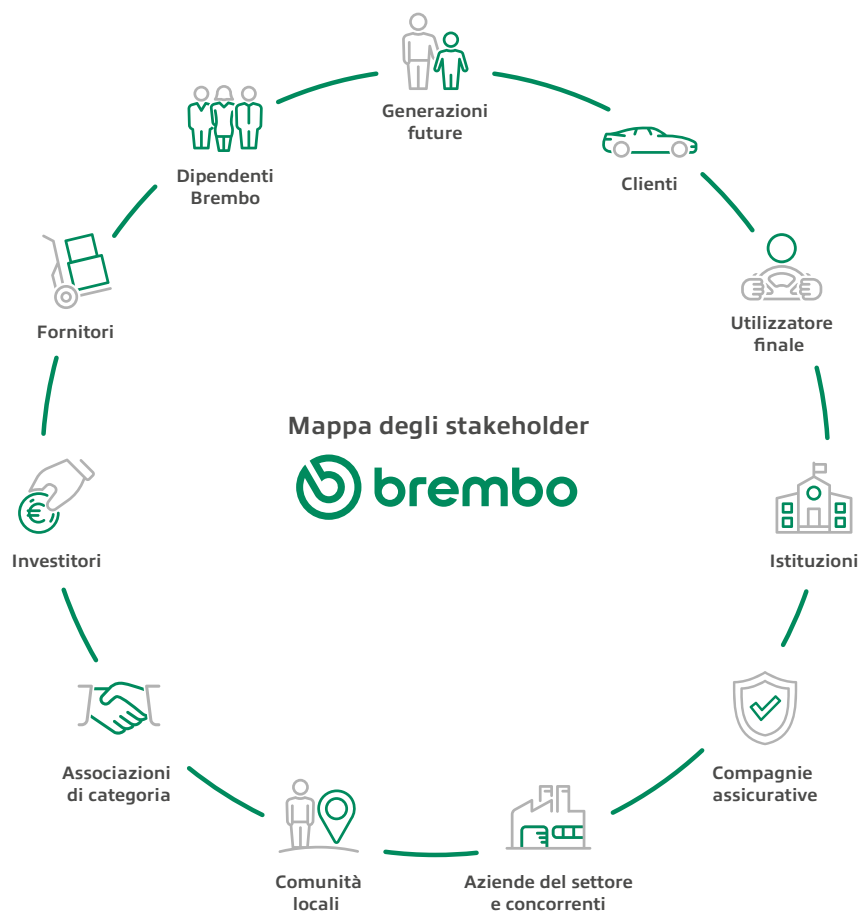 Generazioni
future
Clienti
Utilizzatore
finale
Istituzioni
Compagnie
assicurative
Aziende del settore
e concorrenti
Comunità
locali
Associazioni
di categoria
Investitori
Fornitori
Dipendenti
Brembo
Mappa degli stakeholder
brembo
€